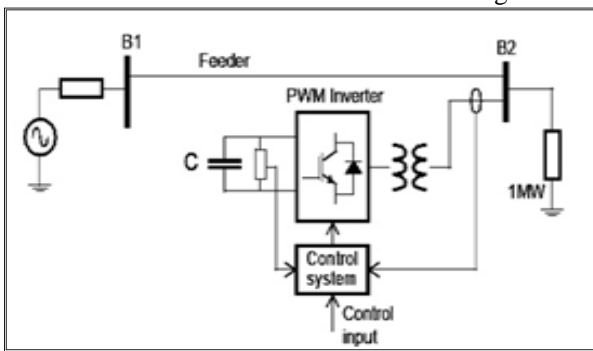 B1
B2
Feeder
PWM Inverter
C
1MW
Control
system
Control
input